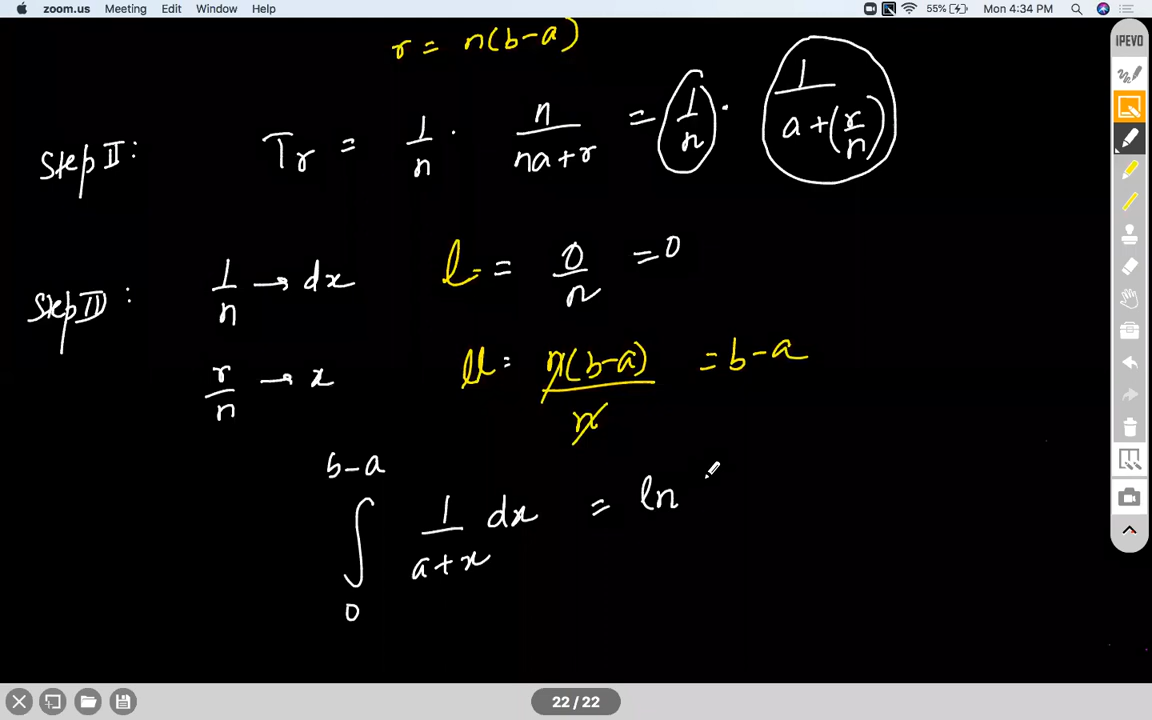 zoom.us Meeting Edit Window Help 55% Mon 4:34 PM
r = n(b-a)
IPEVO
Step II: Tr = 1/n · n/(na+r) = 1/n · 1/(a+(r/n))
Step III: 1/n → dx l = 0/n = 0
r/n → x ul = n(b-a)/n = b-a
∫₀^(b-a) 1/(a+x) dx = ln
22 / 22